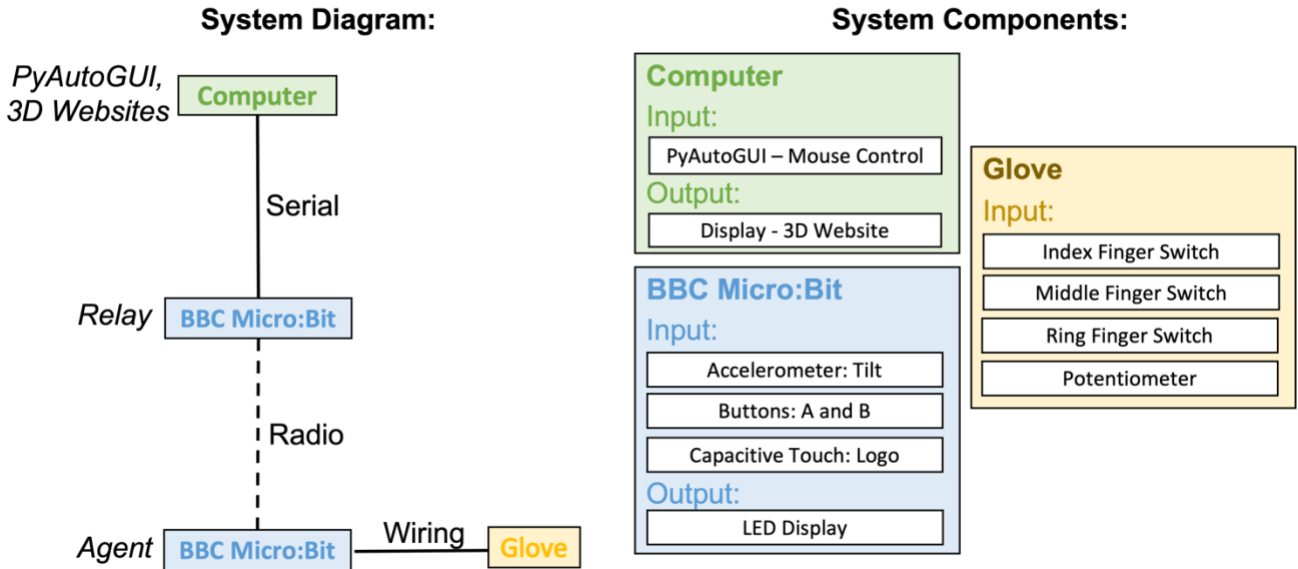 System Diagram:
PyAutoGUI,
3D Websites
Computer
Serial
Relay
BBC Micro:Bit
Radio
Agent
BBC Micro:Bit
Wiring
Glove
System Components:
Computer
Input:
PyAutoGUI – Mouse Control
Output:
Display - 3D Website
BBC Micro:Bit
Input:
Accelerometer: Tilt
Buttons: A and B
Capacitive Touch: Logo
Output:
LED Display
Glove
Input:
Index Finger Switch
Middle Finger Switch
Ring Finger Switch
Potentiometer